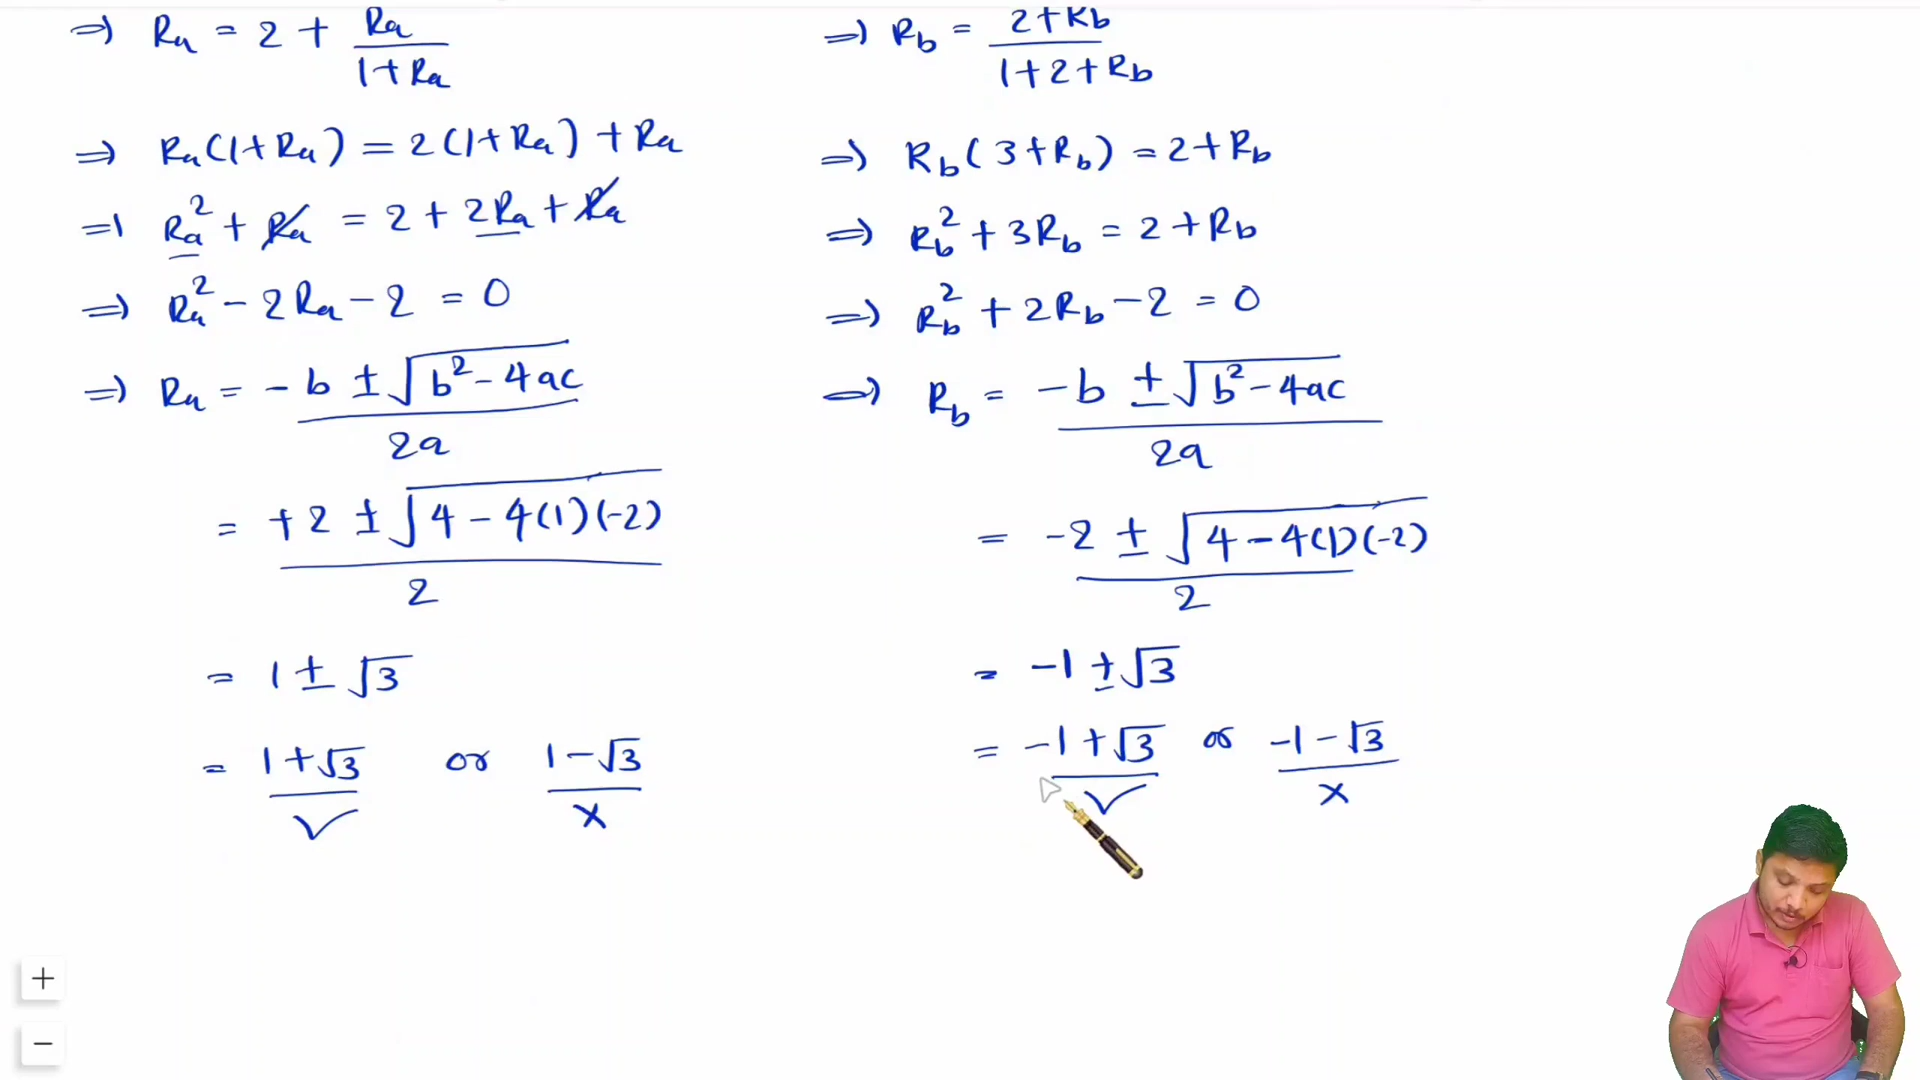 ⇒ Ra = 2 + Ra / 1+Ra
⇒ Ra(1+Ra) = 2(1+Ra) + Ra
⇒ Ra² + Ra = 2 + 2Ra + Ra
⇒ Ra² - 2Ra - 2 = 0
⇒ Ra = -b ± √b² - 4ac / 2a
= +2 ± √4 - 4(1)(-2) / 2
= 1 ± √3
= 1+√3 or 1-√3
✓ x
⇒ Rb = 2+Rb / 1+2+Rb
⇒ Rb(3+Rb) = 2+Rb
⇒ Rb² + 3Rb = 2+Rb
⇒ Rb² + 2Rb - 2 = 0
⇒ Rb = -b ± √b² - 4ac / 2a
= -2 ± √4 - 4(1)(-2) / 2
= -1 ± √3
= -1+√3 or -1-√3
✓ x
+
−